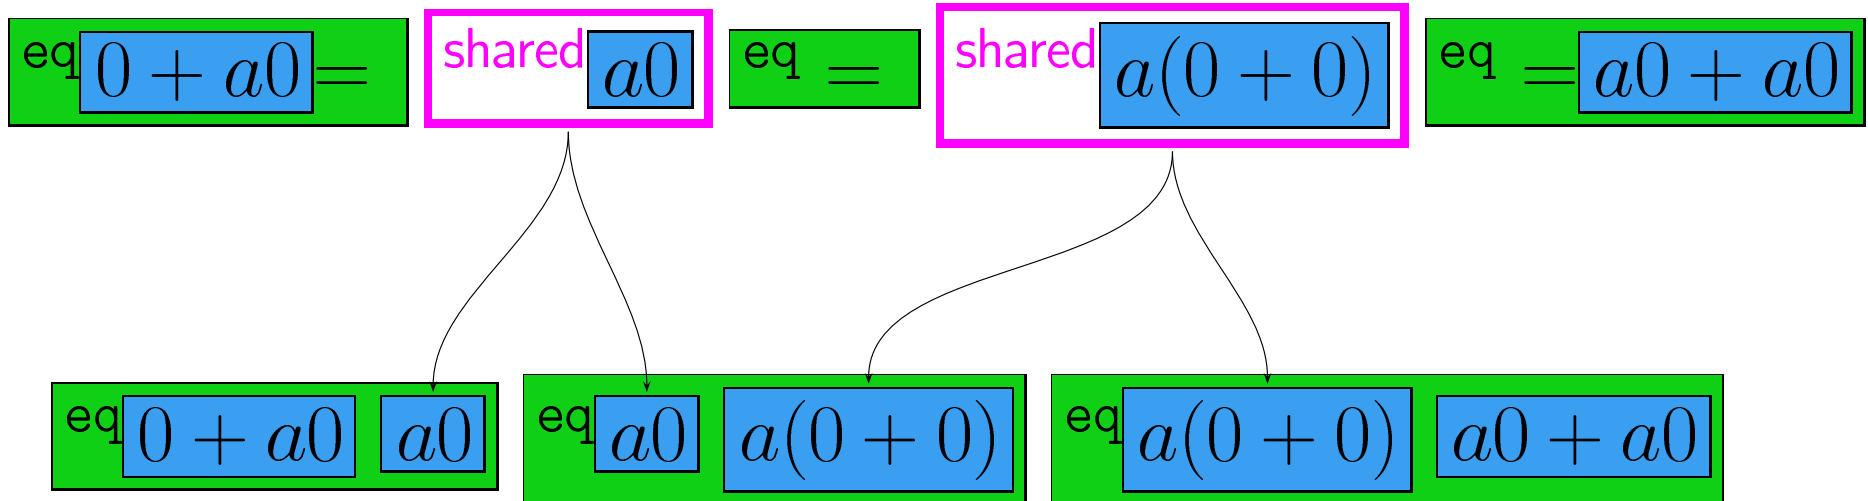 eq 0 + a0 = shared a0 eq = shared a(0 + 0) eq = a0 + a0
eq 0 + a0 a0 eq a0 a(0 + 0) eq a(0 + 0) a0 + a0